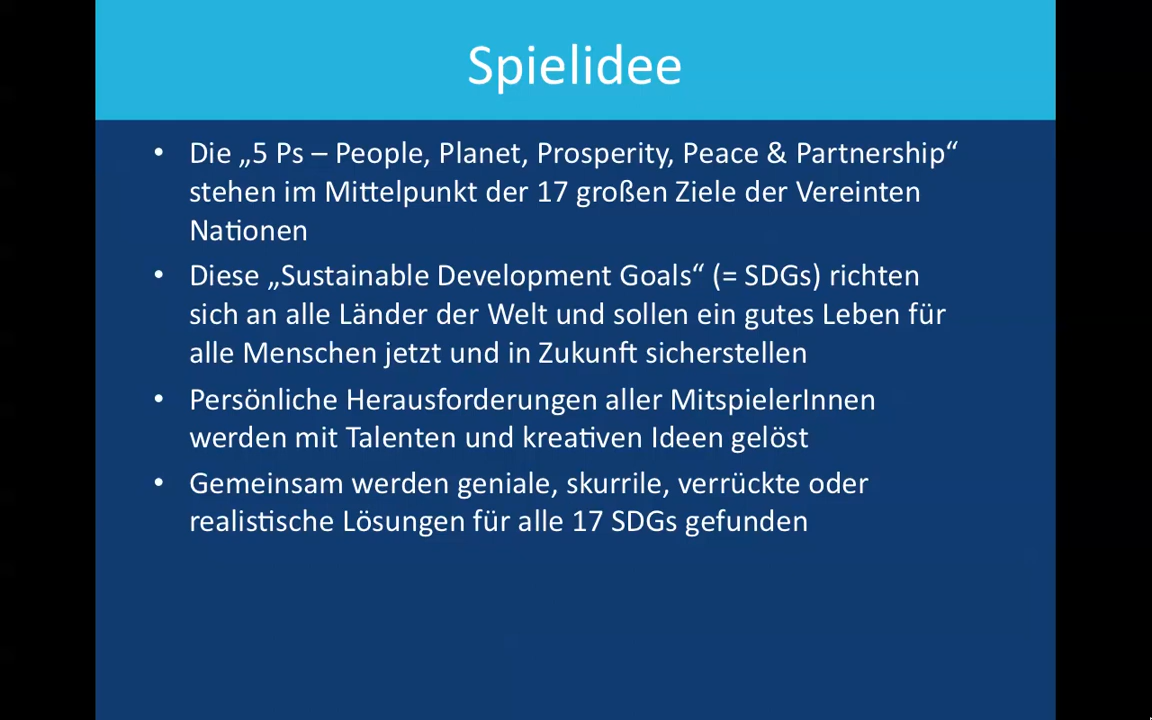 Spielidee
• Die „5 Ps – People, Planet, Prosperity, Peace & Partnership“
stehen im Mittelpunkt der 17 großen Ziele der Vereinten
Nationen
• Diese „Sustainable Development Goals“ (= SDGs) richten
sich an alle Länder der Welt und sollen ein gutes Leben für
alle Menschen jetzt und in Zukunft sicherstellen
• Persönliche Herausforderungen aller MitspielerInnen
werden mit Talenten und kreativen Ideen gelöst
• Gemeinsam werden geniale, skurrile, verrückte oder
realistische Lösungen für alle 17 SDGs gefunden